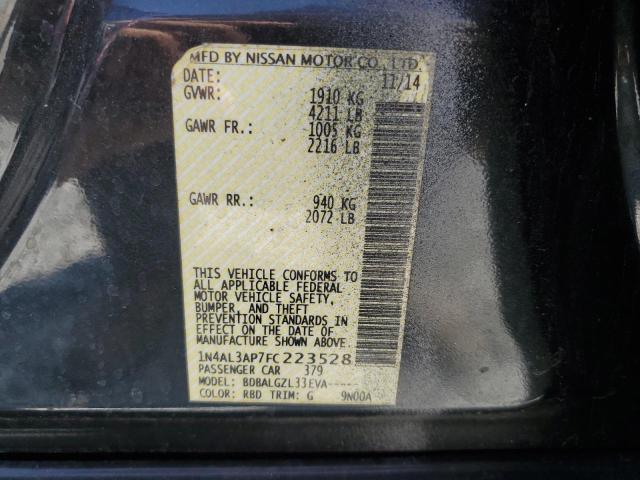 MFD BY NISSAN MOTOR CO., LTD.
DATE: 11/14
GVWR: 1910 KG
4211 LB
GAWR FR.: 1005 KG
2216 LB
GAWR RR.: 940 KG
2072 LB
THIS VEHICLE CONFORMS TO
ALL APPLICABLE FEDERAL
MOTOR VEHICLE SAFETY,
BUMPER, AND THEFT
PREVENTION STANDARDS IN
EFFECT ON THE DATE OF
MANUFACTURE SHOWN ABOVE.
1N4AL3AP7FC223528
PASSENGER CAR 379
MODEL: BDBALGZL33EVA-----
COLOR: RBD TRIM: G 9N00A